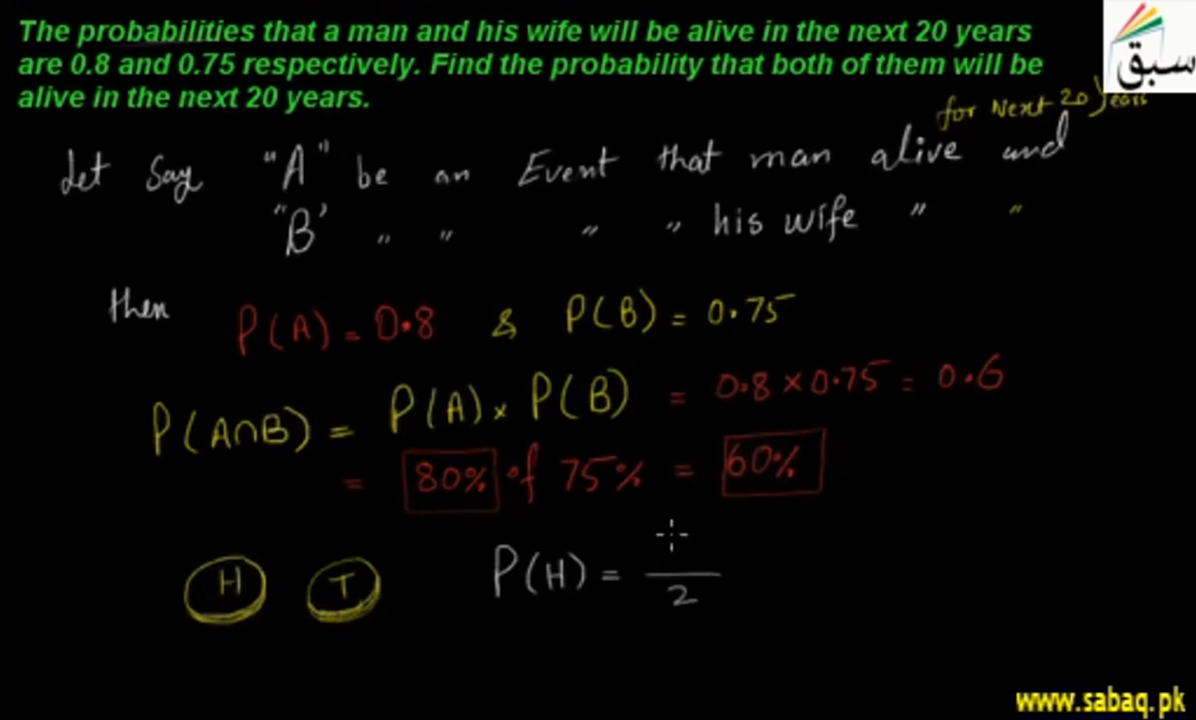 The probabilities that a man and his wife will be alive in the next 20 years
are 0.8 and 0.75 respectively. Find the probability that both of them will be
alive in the next 20 years.
سبق
for Next 20 Years
Let Say "A" be an Event that man alive and
"B' " " " " his wife " "
then P(A) = 0.8 & P(B) = 0.75
P(A∩B) = P(A) × P(B) = 0.8 × 0.75 = 0.6
= 80% of 75% = 60%
H T P(H) = /2
www.sabaq.pk